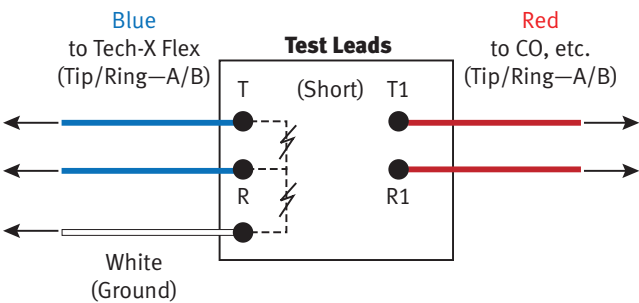 Blue
to Tech-X Flex
(Tip/Ring—A/B)
Test Leads
Red
to CO, etc.
(Tip/Ring—A/B)
T
(Short)
T1
R
R1
White
(Ground)